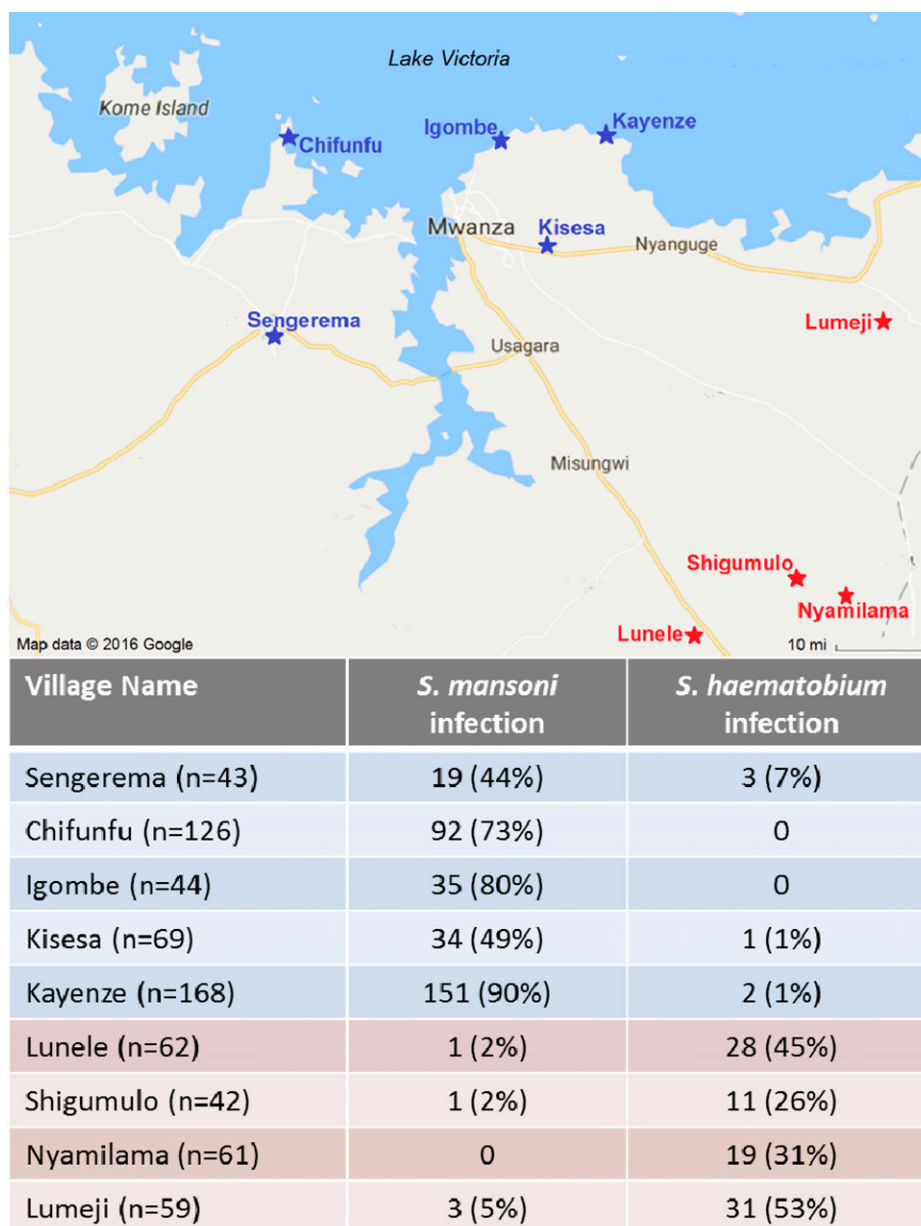 Lake Victoria
Kome Island
Chifunfu
Igombe
Kayenze
Mwanza
Kisesa
Nyanguge
Sengerema
Lumeji
Usagara
Misungwi
Shigumulo
Nyamilama
Lunele
Map data © 2016 Google
10 mi
Village Name S. mansoni infection S. haematobium infection
Sengerema (n=43) 19 (44%) 3 (7%)
Chifunfu (n=126) 92 (73%) 0
Igombe (n=44) 35 (80%) 0
Kisesa (n=69) 34 (49%) 1 (1%)
Kayenze (n=168) 151 (90%) 2 (1%)
Lunele (n=62) 1 (2%) 28 (45%)
Shigumulo (n=42) 1 (2%) 11 (26%)
Nyamilama (n=61) 0 19 (31%)
Lumeji (n=59) 3 (5%) 31 (53%)